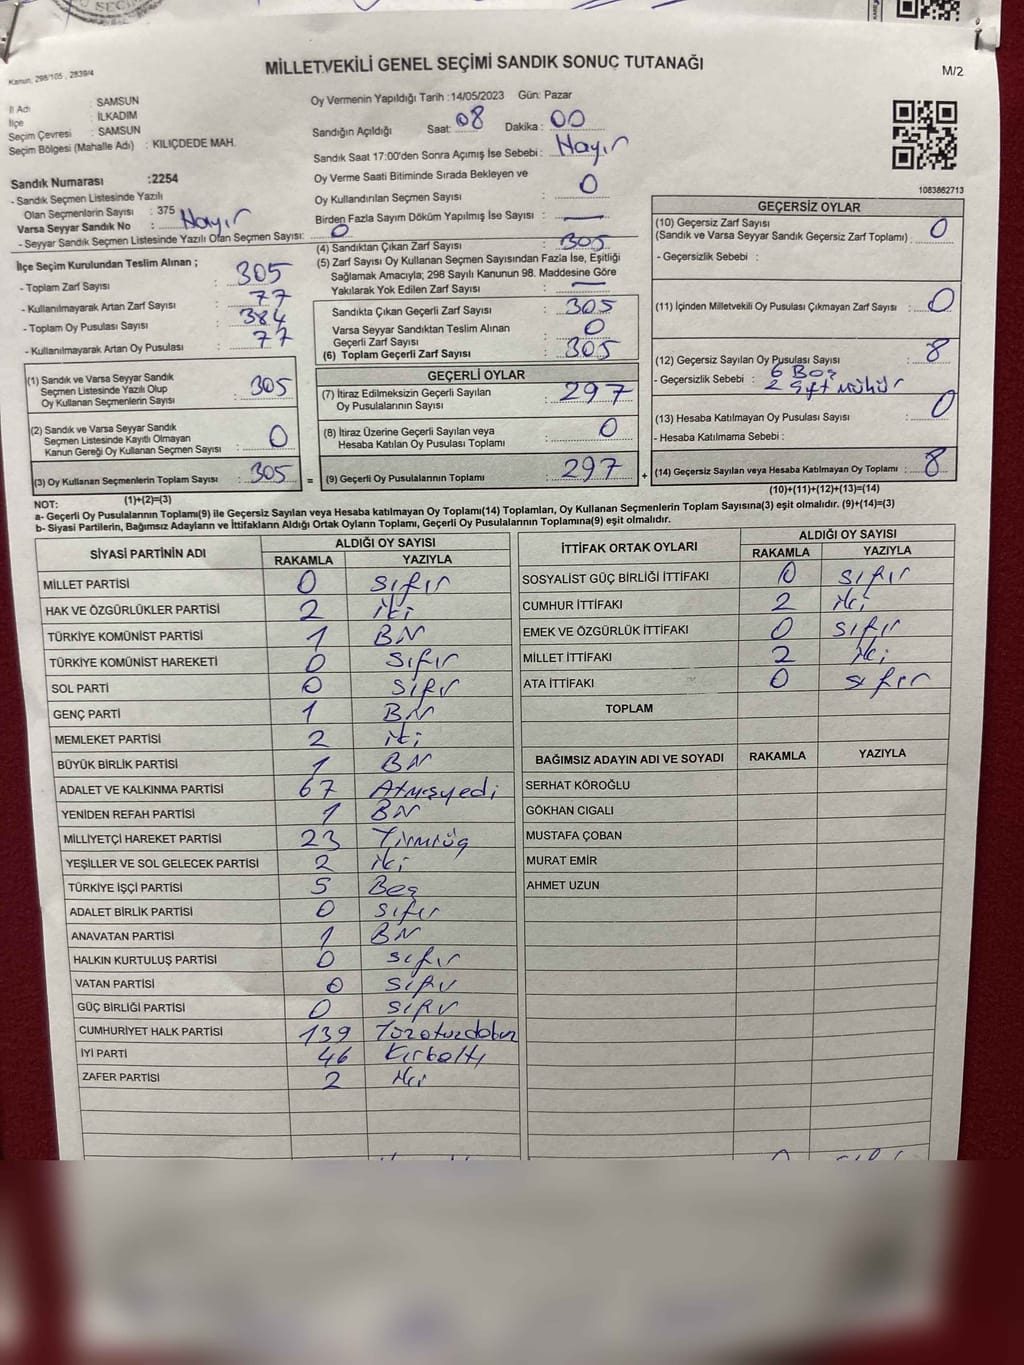 SEÇİM
MİLLETVEKİLİ GENEL SEÇİMİ SANDIK SONUÇ TUTANAĞI
Kanun, 298/105 , 2839/4
M/2
İl Adı : SAMSUN
İlçe : İLKADIM
Seçim Çevresi : SAMSUN
Seçim Bölgesi (Mahalle Adı) : KILIÇDEDE MAH.
Oy Vermenin Yapıldığı Tarih :14/05/2023 Gün: Pazar
Sandığın Açıldığı Saat: 08 Dakika : 00
Sandık Saat 17:00'den Sonra Açımış İse Sebebi : Hayır
Oy Verme Saati Bitiminde Sırada Bekleyen ve
Oy Kullandırılan Seçmen Sayısı : 0
Birden Fazla Sayım Döküm Yapılmış İse Sayısı : —
1083862713
Sandık Numarası :2254
- Sandık Seçmen Listesinde Yazılı
Olan Seçmenlerin Sayısı : 375
Varsa Seyyar Sandık No : Hayır
- Seyyar Sandık Seçmen Listesinde Yazılı Olan Seçmen Sayısı: 0
İlçe Seçim Kurulundan Teslim Alınan ;
- Toplam Zarf Sayısı : 305
- Kullanılmayarak Artan Zarf Sayısı : 77
- Toplam Oy Pusulası Sayısı : 384
- Kullanılmayarak Artan Oy Pusulası : 77
(1) Sandık ve Varsa Seyyar Sandık
Seçmen Listesinde Yazılı Olup
Oy Kullanan Seçmenlerin Sayısı : 305
(2) Sandık ve Varsa Seyyar Sandık
Seçmen Listesinde Kayıtlı Olmayan
Kanun Gereği Oy Kullanan Seçmen Sayısı : 0
(3) Oy Kullanan Seçmenlerin Toplam Sayısı : 305 =
(1)+(2)=(3)
(4) Sandıktan Çıkan Zarf Sayısı : 305
(5) Zarf Sayısı Oy Kullanan Seçmen Sayısından Fazla İse, Eşitliği
Sağlamak Amacıyla; 298 Sayılı Kanunun 98. Maddesine Göre
Yakılarak Yok Edilen Zarf Sayısı : —
Sandıkta Çıkan Geçerli Zarf Sayısı : 305
Varsa Seyyar Sandıktan Teslim Alınan
Geçerli Zarf Sayısı : 0
(6) Toplam Geçerli Zarf Sayısı : 305
GEÇERLİ OYLAR
(7) İtiraz Edilmeksizin Geçerli Sayılan
Oy Pusulalarının Sayısı : 297
(8) İtiraz Üzerine Geçerli Sayılan veya
Hesaba Katılan Oy Pusulası Toplamı : 0
(9) Geçerli Oy Pusulalarının Toplamı : 297 +
GEÇERSİZ OYLAR
(10) Geçersiz Zarf Sayısı
(Sandık ve Varsa Seyyar Sandık Geçersiz Zarf Toplamı) : 0
- Geçersizlik Sebebi :
(11) İçinden Milletvekili Oy Pusulası Çıkmayan Zarf Sayısı : 0
(12) Geçersiz Sayılan Oy Pusulası Sayısı : 8
- Geçersizlik Sebebi : 6 Boş
2 Çift Mühür
(13) Hesaba Katılmayan Oy Pusulası Sayısı : 0
- Hesaba Katılmama Sebebi :
(14) Geçersiz Sayılan veya Hesaba Katılmayan Oy Toplamı : 8
(10)+(11)+(12)+(13)=(14)
NOT:
a- Geçerli Oy Pusulalarının Toplamı(9) ile Geçersiz Sayılan veya Hesaba katılmayan Oy Toplamı(14) Toplamları, Oy Kullanan Seçmenlerin Toplam Sayısına(3) eşit olmalıdır. (9)+(14)=(3)
b- Siyasi Partilerin, Bağımsız Adayların ve İttifakların Aldığı Ortak Oyların Toplamı, Geçerli Oy Pusulalarının Toplamına(9) eşit olmalıdır.
SİYASİ PARTİNİN ADI ALDIĞI OY SAYISI
RAKAMLA YAZIYLA
MİLLET PARTİSİ 0 sıfır
HAK VE ÖZGÜRLÜKLER PARTİSİ 2 iki
TÜRKİYE KOMÜNİST PARTİSİ 1 Bir
TÜRKİYE KOMÜNİST HAREKETİ 0 sıfır
SOL PARTİ 0 sıfır
GENÇ PARTİ 1 Bir
MEMLEKET PARTİSİ 2 iki
BÜYÜK BİRLİK PARTİSİ 1 Bir
ADALET VE KALKINMA PARTİSİ 67 Atmışyedi
YENİDEN REFAH PARTİSİ 1 Bir
MİLLİYETÇİ HAREKET PARTİSİ 23 Yirmiüç
YEŞİLLER VE SOL GELECEK PARTİSİ 2 iki
TÜRKİYE İŞÇİ PARTİSİ 5 Beş
ADALET BİRLİK PARTİSİ 0 sıfır
ANAVATAN PARTİSİ 1 Bir
HALKIN KURTULUŞ PARTİSİ 0 sıfır
VATAN PARTİSİ 0 sıfır
GÜÇ BİRLİĞİ PARTİSİ 0 sıfır
CUMHURİYET HALK PARTİSİ 139 Yüzotuzdokuz
İYİ PARTİ 46 Kırkaltı
ZAFER PARTİSİ 2 iki
İTTİFAK ORTAK OYLARI ALDIĞI OY SAYISI
RAKAMLA YAZIYLA
SOSYALİST GÜÇ BİRLİĞİ İTTİFAKI 0 sıfır
CUMHUR İTTİFAKI 2 iki
EMEK VE ÖZGÜRLÜK İTTİFAKI 0 sıfır
MİLLET İTTİFAKI 2 iki
ATA İTTİFAKI 0 sıfır
TOPLAM
BAĞIMSIZ ADAYIN ADI VE SOYADI RAKAMLA YAZIYLA
SERHAT KÖROĞLU
GÖKHAN CIGALI
MUSTAFA ÇOBAN
MURAT EMİR
AHMET UZUN